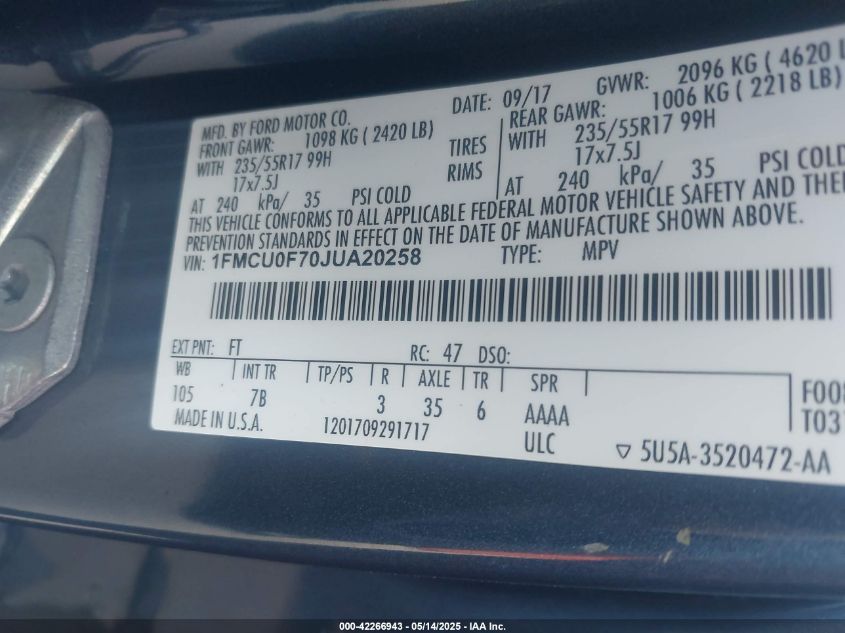 MFD. BY FORD MOTOR CO. DATE: 09/17 GVWR: 2096 KG ( 4620 L
FRONT GAWR: 1098 KG ( 2420 LB) REAR GAWR: 1006 KG ( 2218 LB)
WITH 235/55R17 99H TIRES WITH 235/55R17 99H
17x7.5J RIMS 17x7.5J
AT 240 kPa/ 35 PSI COLD AT 240 kPa/ 35 PSI COLD
THIS VEHICLE CONFORMS TO ALL APPLICABLE FEDERAL MOTOR VEHICLE SAFETY AND THE
PREVENTION STANDARDS IN EFFECT ON THE DATE OF MANUFACTURE SHOWN ABOVE.
VIN: 1FMCU0F70JUA20258 TYPE: MPV
EXT PNT: FT RC: 47 DSO:
WB INT TR TP/PS R AXLE TR SPR
105 7B 3 35 6 AAAA
MADE IN U.S.A. 1201709291717 ULC
F00
T03
▽ 5U5A-3520472-AA
000-42266943 - 05/14/2025 - IAA Inc.